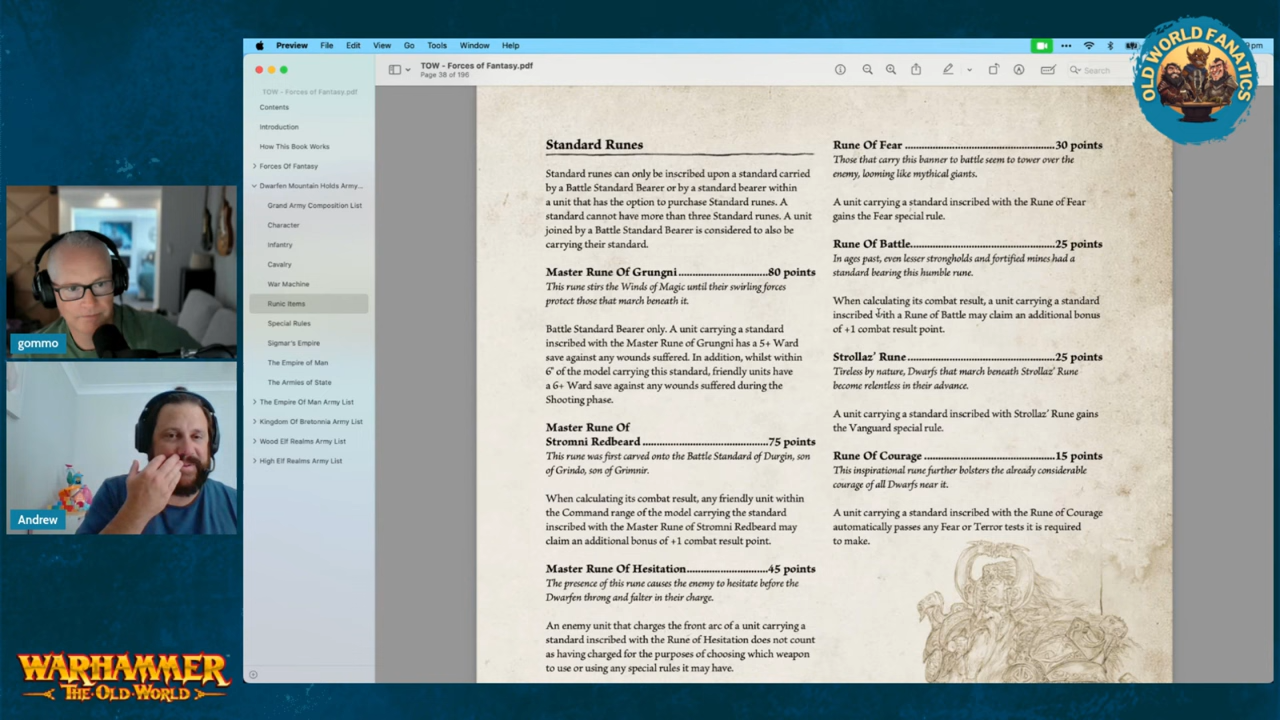 Preview File Edit View Go Tools Window Help
TOW - Forces of Fantasy.pdf
Page 38 of 196
Search
pm
OLD WORLD FANATICS
TOW - Forces of Fantasy.pdf
Contents
Introduction
How This Book Works
Forces Of Fantasy
Dwarfen Mountain Holds Army...
Grand Army Composition List
Character
Infantry
Cavalry
War Machine
Runic Items
Special Rules
Sigmar's Empire
The Empire of Man
The Armies of State
The Empire Of Man Army List
Kingdom Of Bretonnia Army List
Wood Elf Realms Army List
High Elf Realms Army List
gommo
Andrew
WARHAMMER
THE·OLD·WORLD
Standard Runes
Standard runes can only be inscribed upon a standard carried
by a Battle Standard Bearer or by a standard bearer within
a unit that has the option to purchase Standard runes. A
standard cannot have more than three Standard runes. A unit
joined by a Battle Standard Bearer is considered to also be
carrying their standard.
Master Rune Of Grungni.........................80 points
This rune stirs the Winds of Magic until their swirling forces
protect those that march beneath it.
Battle Standard Bearer only. A unit carrying a standard
inscribed with the Master Rune of Grungni has a 5+ Ward
save against any wounds suffered. In addition, whilst within
6" of the model carrying this standard, friendly units have
a 6+ Ward save against any wounds suffered during the
Shooting phase.
Master Rune Of
Stromni Redbeard ...................................75 points
This rune was first carved onto the Battle Standard of Durgin, son
of Grindo, son of Grimnir.
When calculating its combat result, any friendly unit within
the Command range of the model carrying the standard
inscribed with the Master Rune of Stromni Redbeard may
claim an additional bonus of +1 combat result point.
Master Rune Of Hesitation.......................45 points
The presence of this rune causes the enemy to hesitate before the
Dwarfen throng and falter in their charge.
An enemy unit that charges the front arc of a unit carrying a
standard inscribed with the Rune of Hesitation does not count
as having charged for the purposes of choosing which weapon
to use or using any special rules it may have.
Rune Of Fear ..........................................30 points
Those that carry this banner to battle seem to tower over the
enemy, looming like mythical giants.
A unit carrying a standard inscribed with the Rune of Fear
gains the Fear special rule.
Rune Of Battle........................................25 points
In ages past, even lesser strongholds and fortified mines had a
standard bearing this humble rune.
When calculating its combat result, a unit carrying a standard
inscribed with a Rune of Battle may claim an additional bonus
of +1 combat result point.
Strollaz' Rune.........................................25 points
Tireless by nature, Dwarfs that march beneath Strollaz' Rune
become relentless in their advance.
A unit carrying a standard inscribed with Strollaz' Rune gains
the Vanguard special rule.
Rune Of Courage ....................................15 points
This inspirational rune further bolsters the already considerable
courage of all Dwarfs near it.
A unit carrying a standard inscribed with the Rune of Courage
automatically passes any Fear or Terror tests it is required
to make.